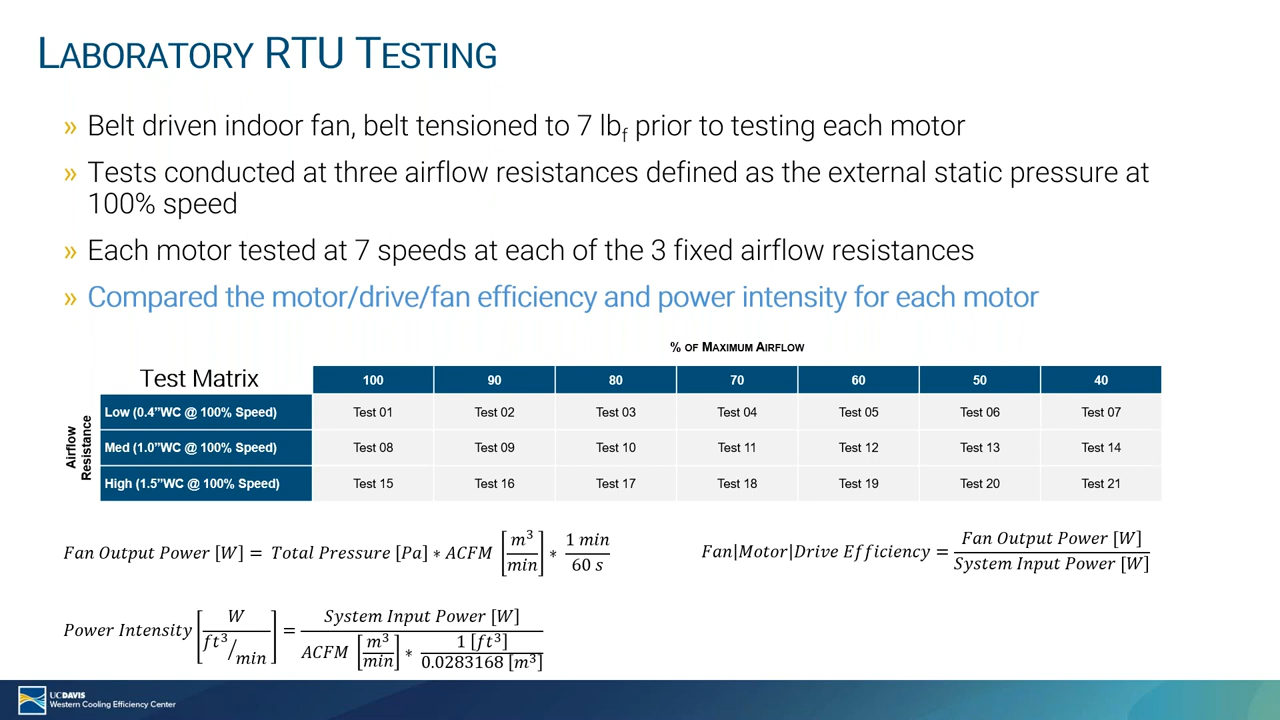 LABORATORY RTU TESTING
» Belt driven indoor fan, belt tensioned to 7 lbf prior to testing each motor
» Tests conducted at three airflow resistances defined as the external static pressure at
100% speed
» Each motor tested at 7 speeds at each of the 3 fixed airflow resistances
» Compared the motor/drive/fan efficiency and power intensity for each motor
% OF MAXIMUM AIRFLOW
Test Matrix 100 90 80 70 60 50 40
Airflow
Resistance
Low (0.4”WC @ 100% Speed) Test 01 Test 02 Test 03 Test 04 Test 05 Test 06 Test 07
Med (1.0”WC @ 100% Speed) Test 08 Test 09 Test 10 Test 11 Test 12 Test 13 Test 14
High (1.5”WC @ 100% Speed) Test 15 Test 16 Test 17 Test 18 Test 19 Test 20 Test 21
Fan Output Power [W] = Total Pressure [Pa] ∗ ACFM [m³/min] ∗ 1 min/60 s
Fan|Motor|Drive Efficiency = Fan Output Power [W]/System Input Power [W]
Power Intensity [W/ft³/min] = System Input Power [W]/ACFM [m³/min] ∗ 1 [ft³]/0.0283168 [m³]
UCDAVIS
Western Cooling Efficiency Center